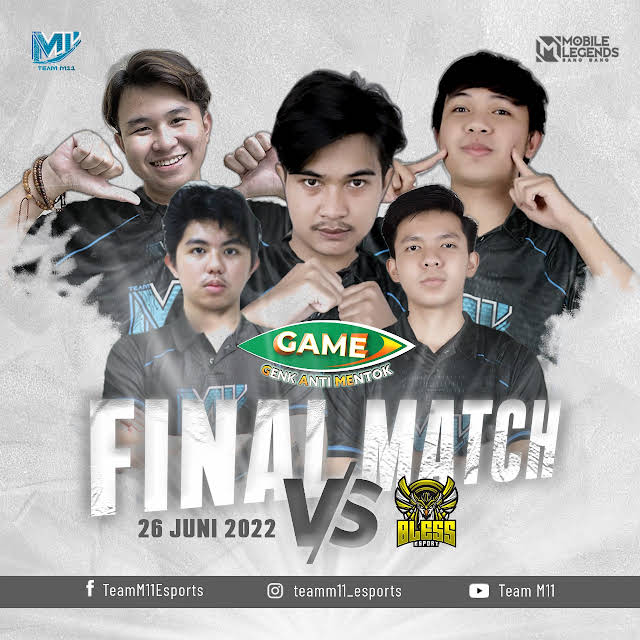 TEAM M11
MOBILE
LEGENDS
BANG BANG
TEAM
GAME
GENK ANTI MENTOK
FINAL MATCH
26 JUNI 2022
VS
BLESS
ESPORT
TeamM11Esports
teamm11_esports
Team M11